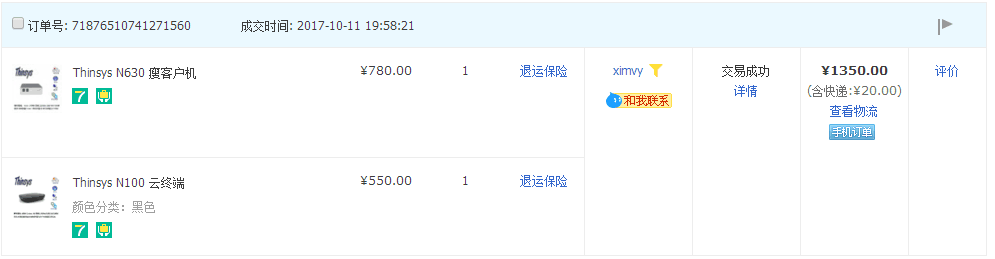 订单号: 71876510741271560 成交时间: 2017-10-11 19:58:21
Thinsys
Thinsys N630 瘦客户机 ¥780.00 1 退运保险
7
ximvy
和我联系
交易成功
详情
¥1350.00
(含快递:¥20.00)
查看物流
手机订单
评价
Thinsys
Thinsys N100 云终端 ¥550.00 1 退运保险
颜色分类：黑色
7